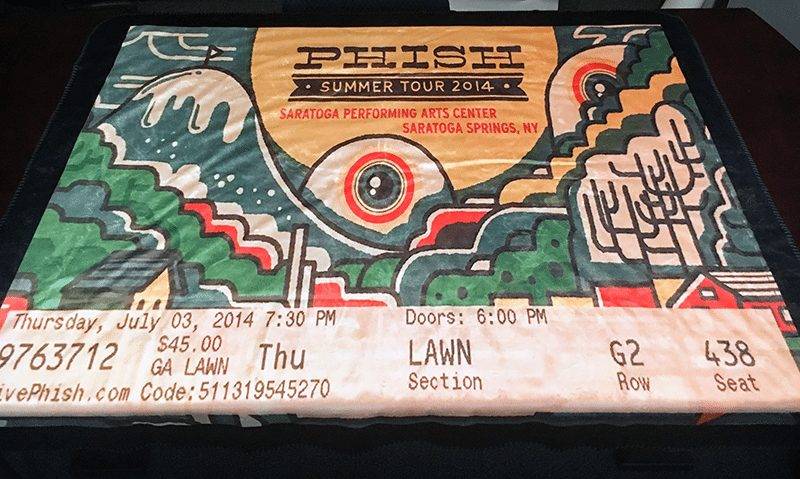 PHISH
· SUMMER TOUR 2014 ·
SARATOGA PERFORMING ARTS CENTER
SARATOGA SPRINGS, NY
Thursday, July 03, 2014 7:30 PM Doors: 6:00 PM
9763712 $45.00 GA LAWN Thu LAWN Section G2 Row 438 Seat
ivePhish.com Code:511319545270